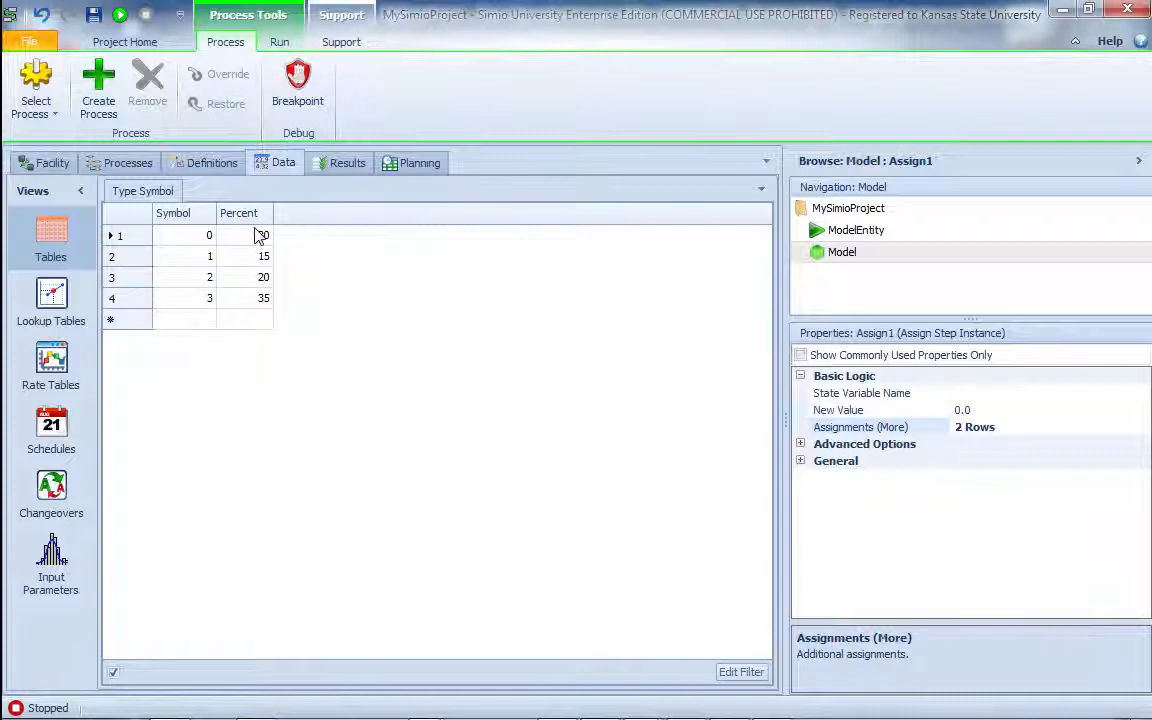 Process Tools
Support
MySimioProject - Simio University Enterprise Edition (COMMERCIAL USE PROHIBITED) - Registered to Kansas State University
File
Project Home
Process
Run
Support
Help
Select Process
Create Process
Remove
Override
Restore
Breakpoint
Process
Debug
Facility
Processes
Definitions
Data
Results
Planning
Views
Tables
Lookup Tables
Rate Tables
21
Schedules
Changeovers
Input Parameters
Type Symbol
Symbol Percent
1 0
2 1 15
3 2 20
4 3 35
*
Edit Filter
Browse: Model : Assign1
Navigation: Model
MySimioProject
ModelEntity
Model
Properties: Assign1 (Assign Step Instance)
Show Commonly Used Properties Only
Basic Logic
State Variable Name
New Value 0.0
Assignments (More) 2 Rows
Advanced Options
General
Assignments (More)
Additional assignments.
Stopped